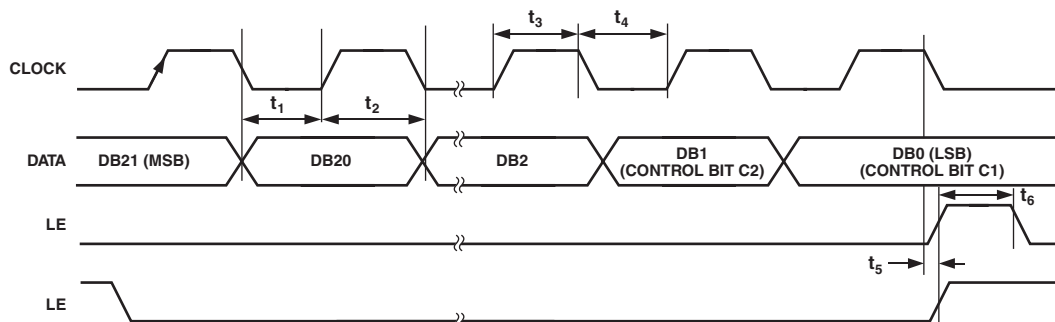 t3 t4
CLOCK
t1 t2
DATA
DB21 (MSB)
DB20
DB2
DB1
(CONTROL BIT C2)
DB0 (LSB)
(CONTROL BIT C1)
t6
LE
t5
LE